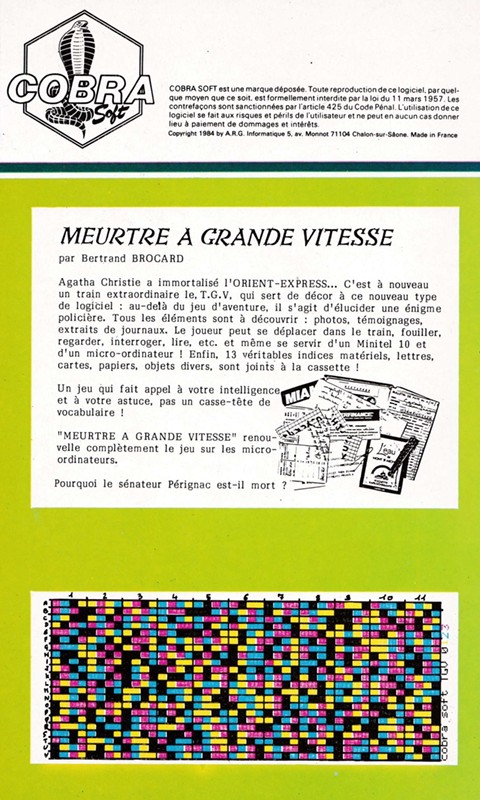 COBRA
Soft
COBRA SOFT est une marque déposée. Toute reproduction de ce logiciel, par quel-
que moyen que ce soit, est formellement interdite par la loi du 11 mars 1957. Les
contrefaçons sont sanctionnées par l'article 425 du Code Pénal. L'utilisation de ce
logiciel se fait aux risques et périls de l'utilisateur et ne peut en aucun cas donner
lieu à paiement de dommages et intérêts.
Copyright 1984 by A.R.G. Informatique 5, av. Monnot 71104 Chalon-sur-Sâone. Made in France
MEURTRE A GRANDE VITESSE
par Bertrand BROCARD
Agatha Christie a immortalisé l'ORIENT-EXPRESS... C'est à nouveau
un train extraordinaire le, T.G.V, qui sert de décor à ce nouveau type
de logiciel : au-delà du jeu d'aventure, il s'agit d'élucider une énigme
policière. Tous les éléments sont à découvrir : photos, témoignages,
extraits de journaux. Le joueur peut se déplacer dans le train, fouiller,
regarder, interroger, lire, etc. et même se servir d'un Minitel 10 et
d'un micro-ordinateur ! Enfin, 13 véritables indices matériels, lettres,
cartes, papiers, objets divers, sont joints à la cassette !
Un jeu qui fait appel à votre intelligence
et à votre astuce, pas un casse-tête de
vocabulaire !
"MEURTRE A GRANDE VITESSE" renou-
velle complètement le jeu sur les micro-
ordinateurs.
Pourquoi le sénateur Pérignac est-il mort ?
MIA
FINANCE
L'eau
1 2 3 4 5 6 7 8 9 10 11
A
B
C
D
E
F
G
H
I
J
K
L
M
N
O
P
Q
R
S
T
U
V
cobra soft TGV 0